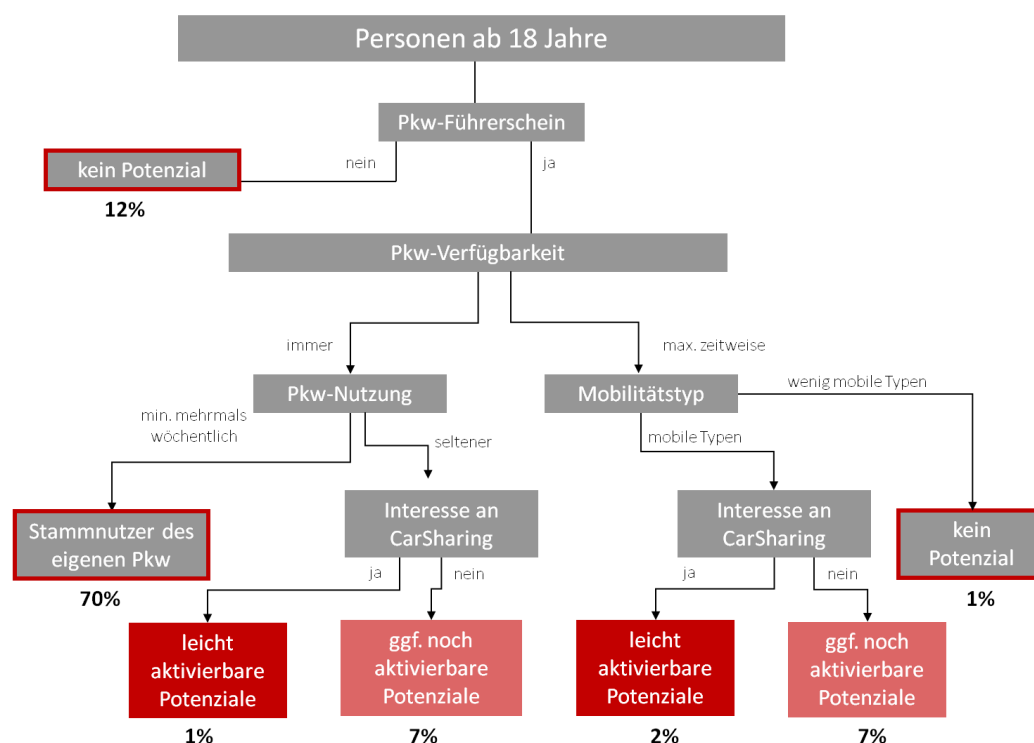 Personen ab 18 Jahre
Pkw-Führerschein
nein
ja
kein Potenzial
12%
Pkw-Verfügbarkeit
immer
max. zeitweise
Pkw-Nutzung
Mobilitätstyp
wenig mobile Typen
min. mehrmals
wöchentlich
seltener
mobile Typen
Stammnutzer des
eigenen Pkw
70%
Interesse an
CarSharing
Interesse an
CarSharing
kein
Potenzial
1%
ja
nein
ja
nein
leicht
aktivierbare
Potenziale
1%
ggf. noch
aktivierbare
Potenziale
7%
leicht
aktivierbare
Potenziale
2%
ggf. noch
aktivierbare
Potenziale
7%